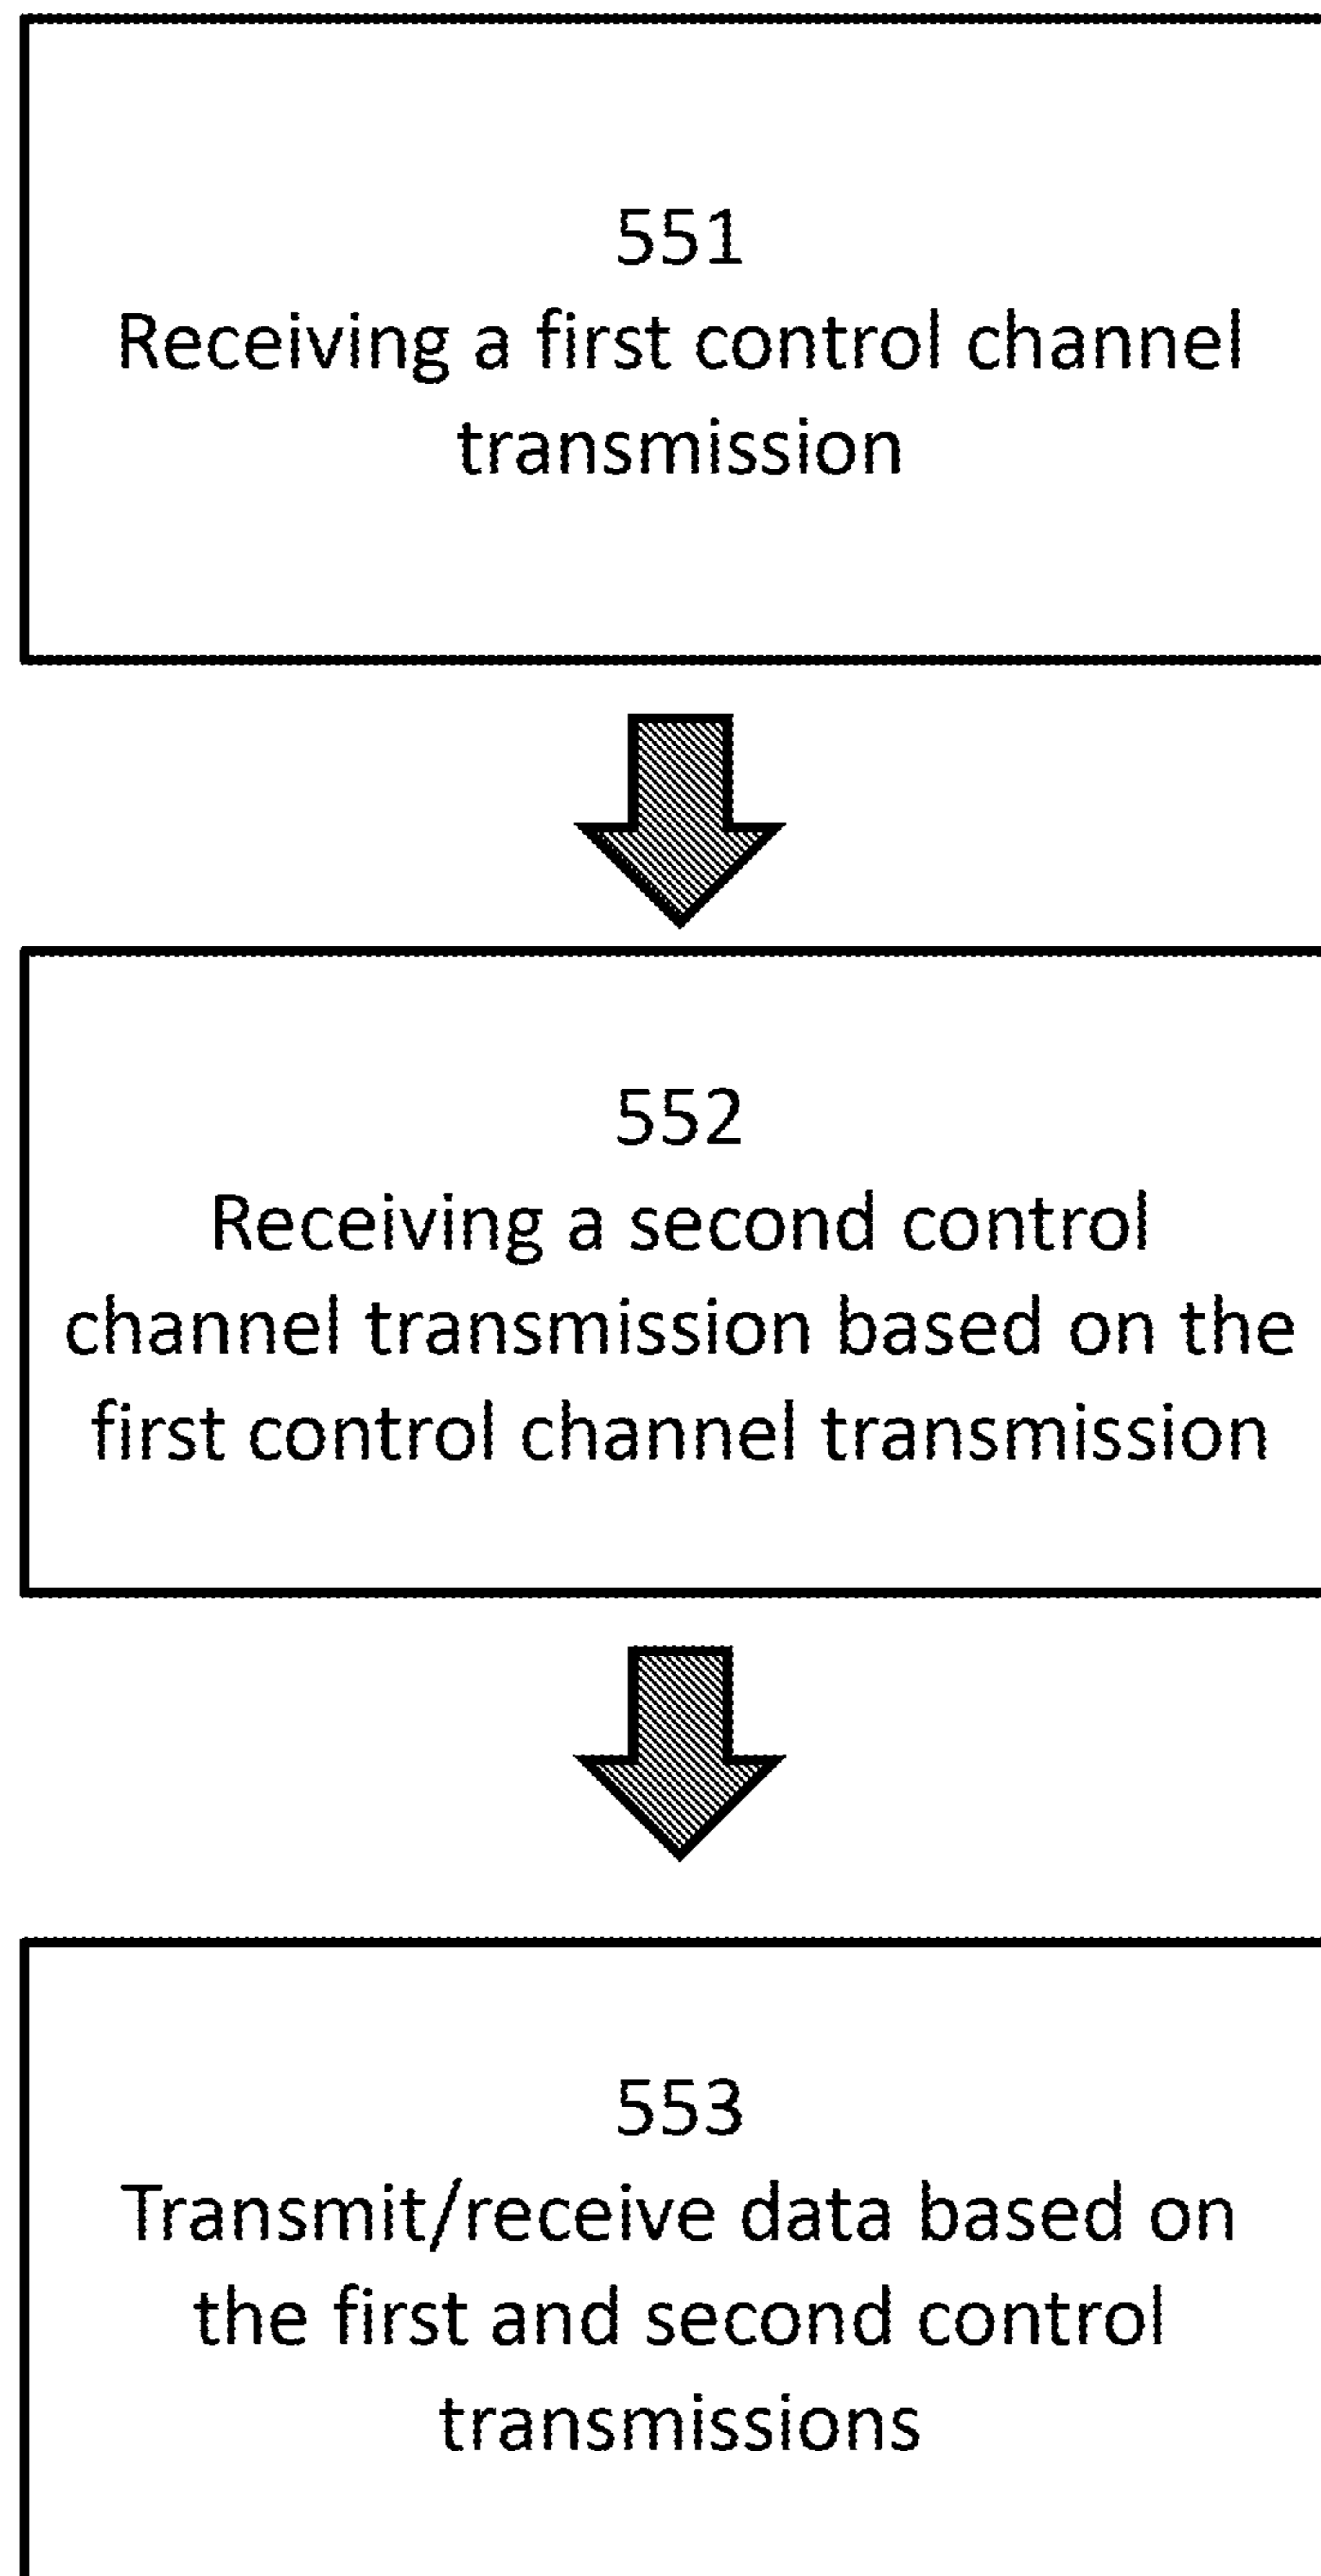 551
Receiving a first control channel
transmission
552
Receiving a second control
channel transmission based on the
first control channel transmission
553
Transmit/receive data based on
the first and second control
transmissions